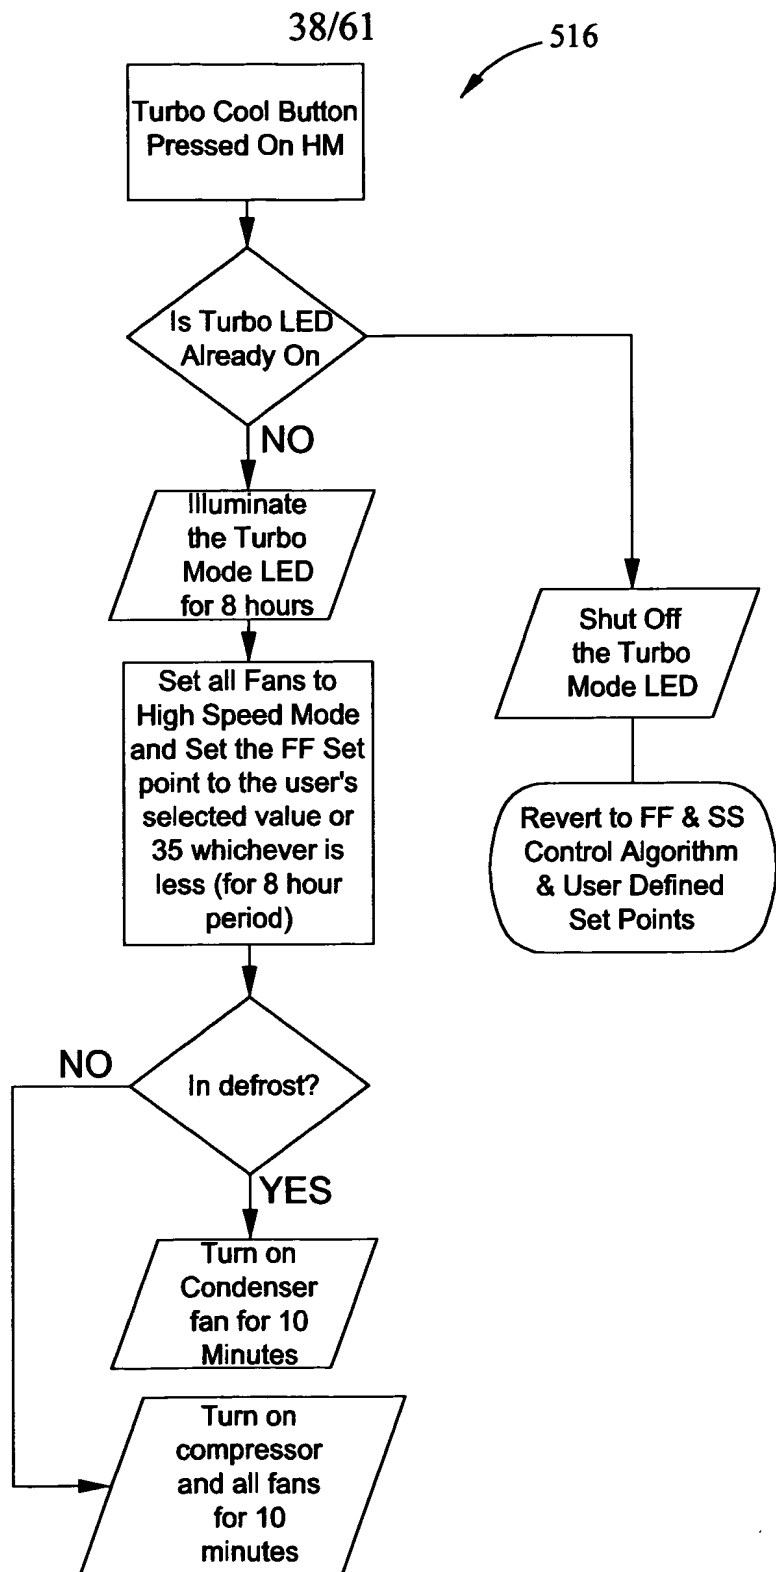 38/61
516
Turbo Cool Button
Pressed On HM
Is Turbo LED
Already On
NO
Illuminate
the Turbo
Mode LED
for 8 hours
Shut Off
the Turbo
Mode LED
Set all Fans to
High Speed Mode
and Set the FF Set
point to the user's
selected value or
35 whichever is
less (for 8 hour
period)
Revert to FF & SS
Control Algorithm
& User Defined
Set Points
In defrost?
NO
YES
Turn on
Condenser
fan for 10
Minutes
Turn on
compressor
and all fans
for 10
minutes